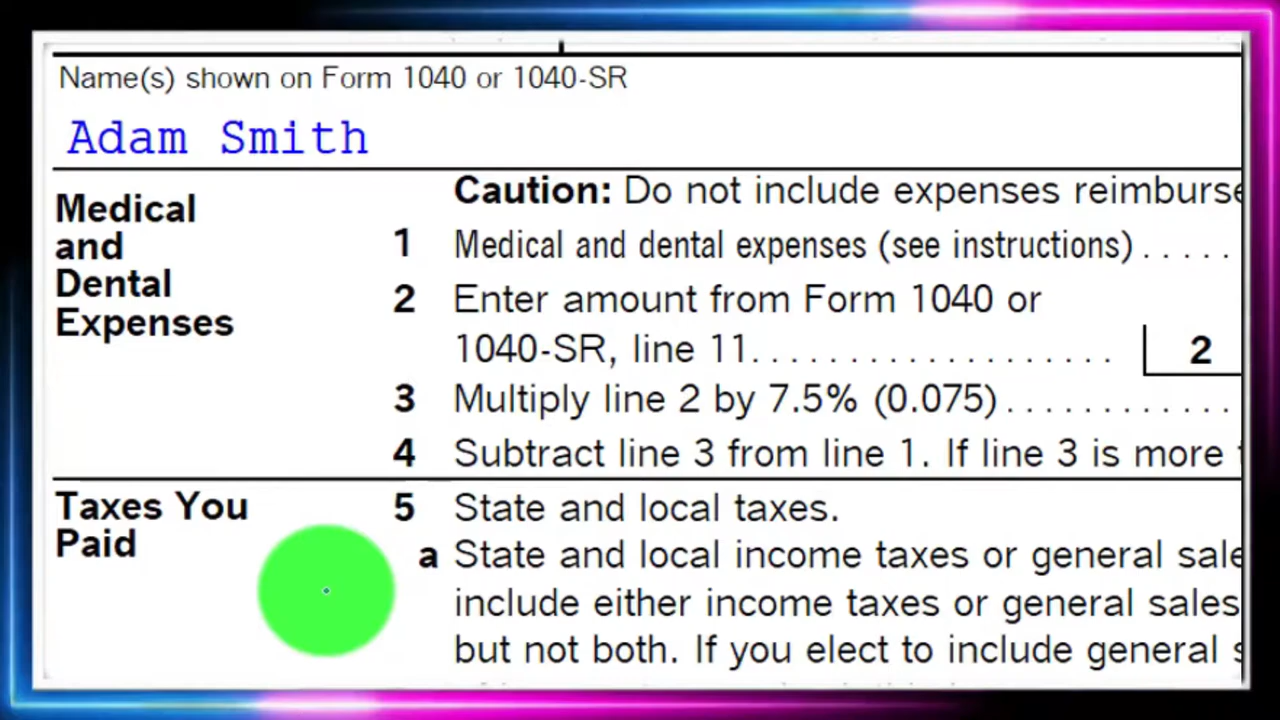 Name(s) shown on Form 1040 or 1040-SR
Adam Smith
Medical
and
Dental
Expenses
Caution: Do not include expenses reimburse
1 Medical and dental expenses (see instructions) . . . . .
2 Enter amount from Form 1040 or
1040-SR, line 11. . . . . . . . . . . . . . . . . . . 2
3 Multiply line 2 by 7.5% (0.075) . . . . . . . . . . . .
4 Subtract line 3 from line 1. If line 3 is more
Taxes You
Paid
5 State and local taxes.
a State and local income taxes or general sale
include either income taxes or general sales
but not both. If you elect to include general s